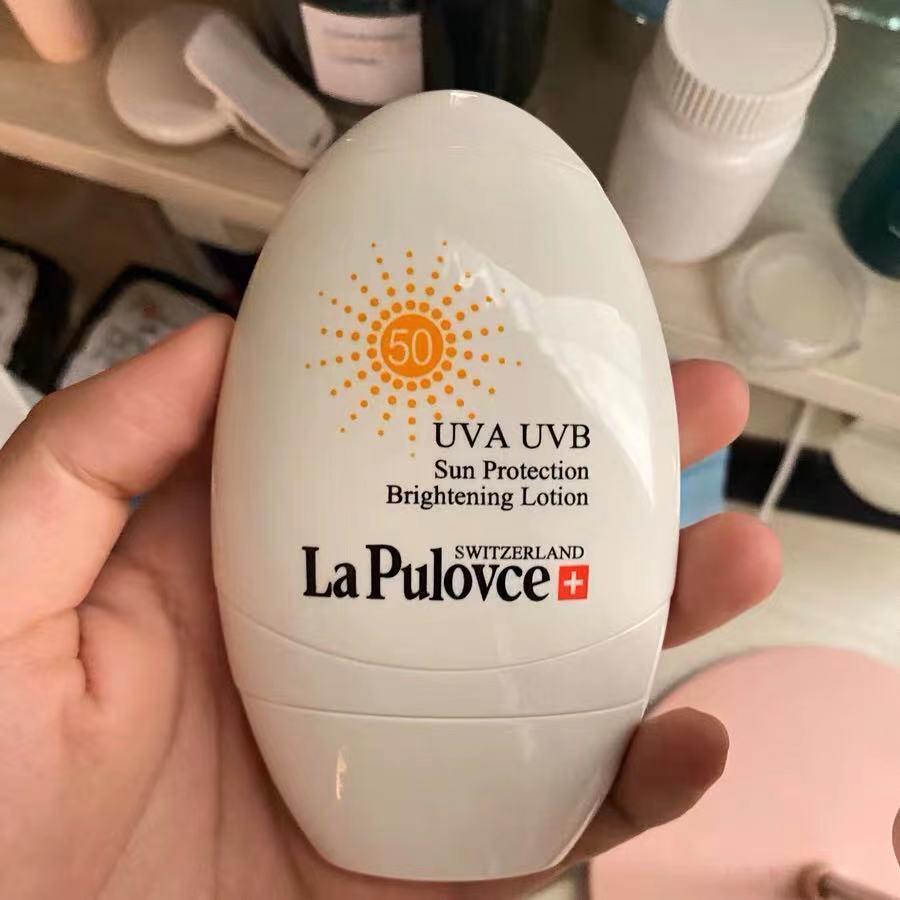 50
UVA UVB
Sun Protection
Brightening Lotion
SWITZERLAND
La Pulovce